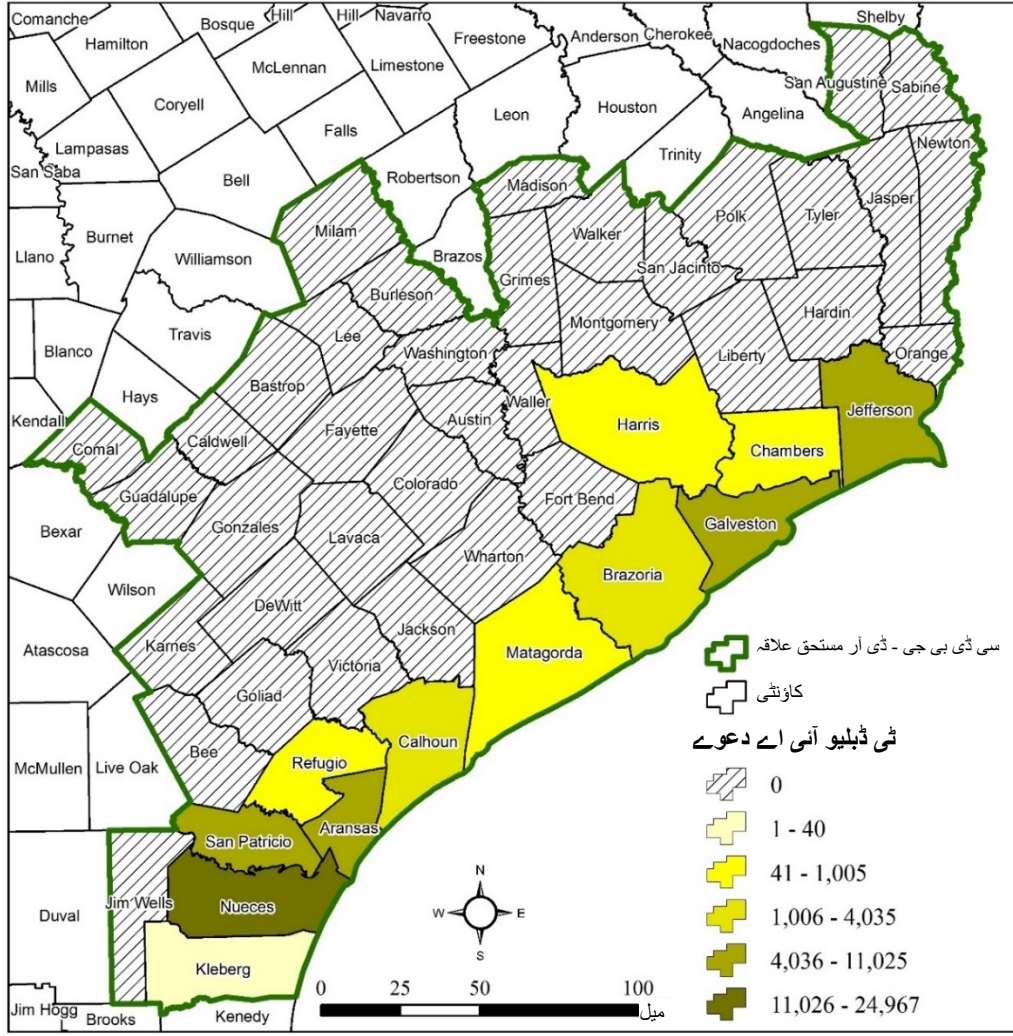 Comanche
Bosque
Hill
Hill
Navarro
Freestone
Anderson
Cherokee
Nacogdoches
Shelby
Hamilton
McLennan
Limestone
San Augustine
Sabine
Mills
Coryell
Leon
Houston
Angelina
Falls
Lampasas
Trinity
Newton
San Saba
Bell
Robertson
Madison
Jasper
Burnet
Milam
Walker
Polk
Tyler
Llano
Williamson
Brazos
San Jacinto
Grimes
Burleson
Hardin
Travis
Lee
Montgomery
Blanco
Washington
Liberty
Orange
Bastrop
Hays
Waller
Kendall
Austin
Jefferson
Caldwell
Fayette
Harris
Comal
Chambers
Colorado
Guadalupe
Fort Bend
Gonzales
Galveston
Bexar
Lavaca
Wharton
Brazoria
Wilson
DeWitt
Jackson
Karnes
Atascosa
Matagorda
Victoria
Goliad
Calhoun
Bee
Refugio
McMullen
Live Oak
Aransas
San Patricio
Jim Wells
Nueces
Duval
Kleberg
Jim Hogg
Brooks
Kenedy
سی ڈی بی جی - ڈی آر مستحق علاقہ
کاؤنٹی
ٹی ڈبلیو آئی اے دعوے
0
1 - 40
41 - 1,005
1,006 - 4,035
4,036 - 11,025
11,026 - 24,967
N
W E
S
0 25 50 100
میل